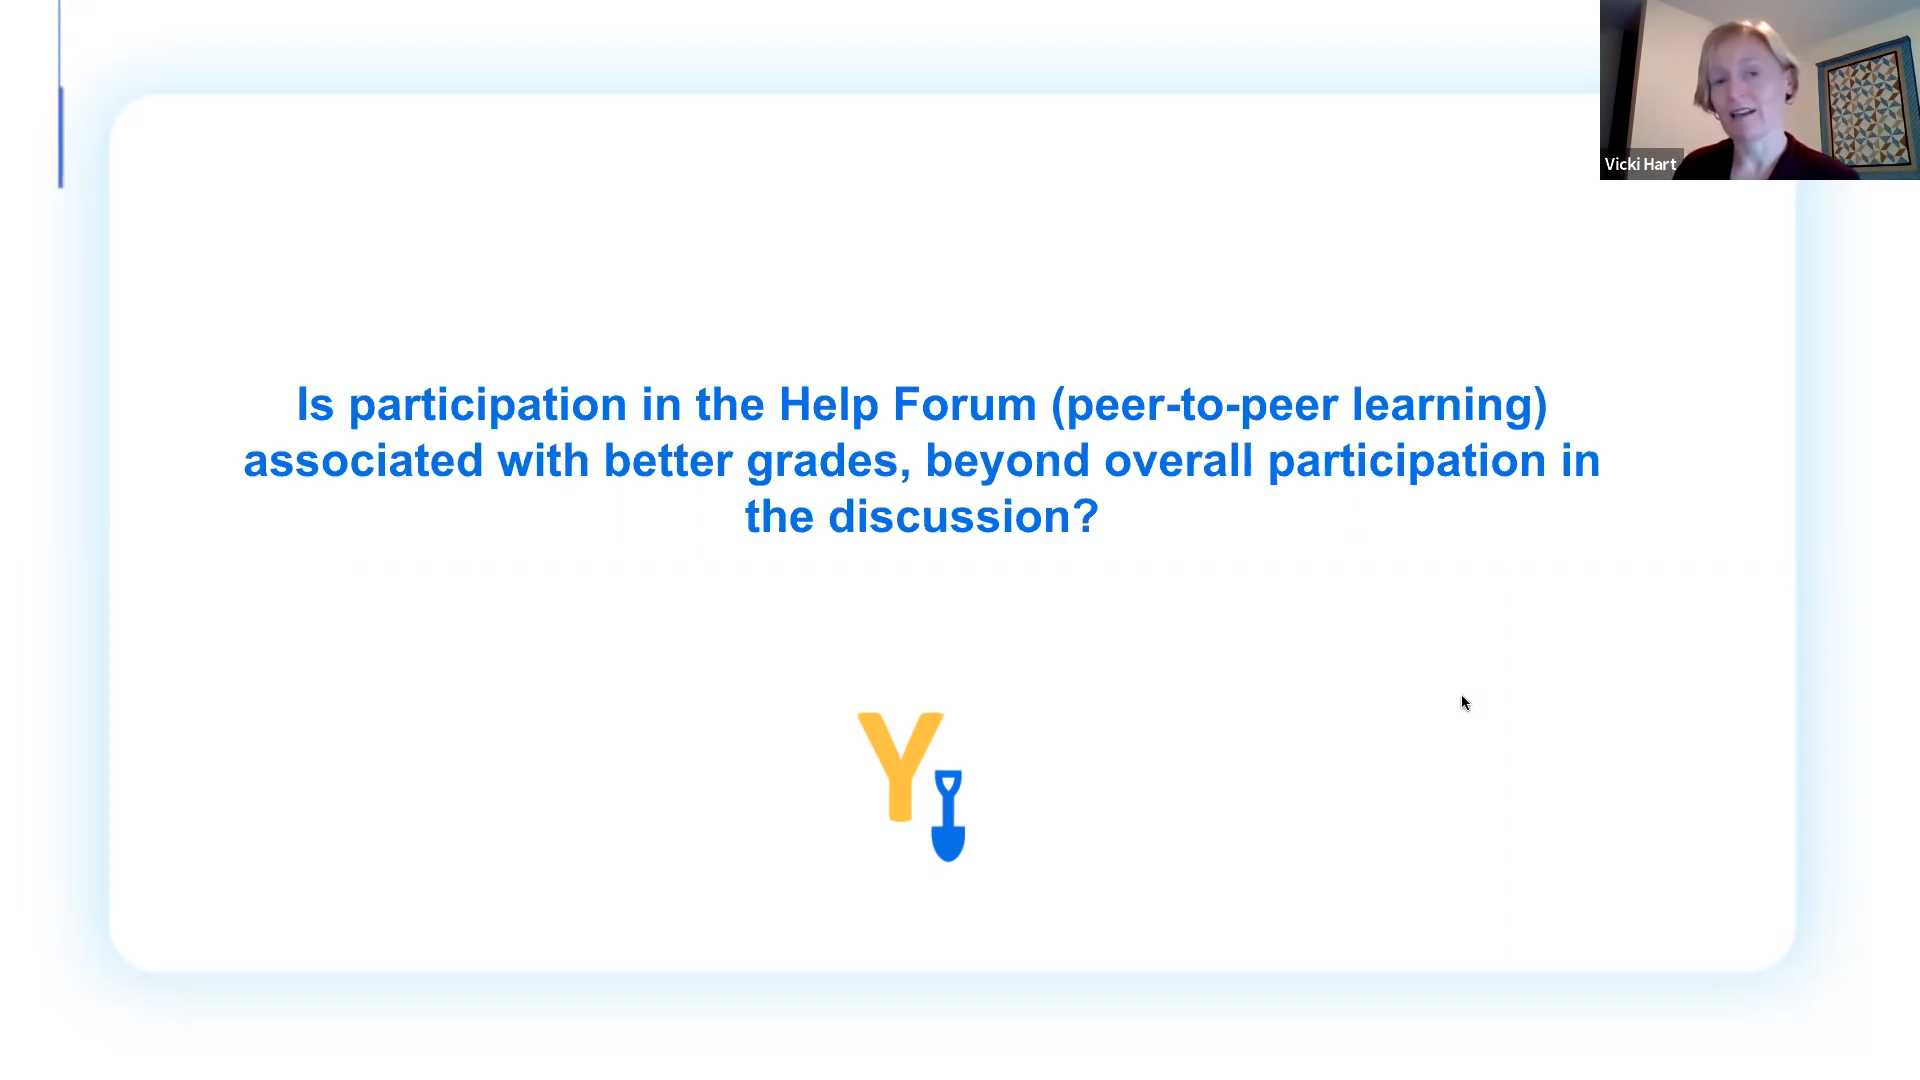 Vicki Hart
Is participation in the Help Forum (peer-to-peer learning)
associated with better grades, beyond overall participation in
the discussion?
Y